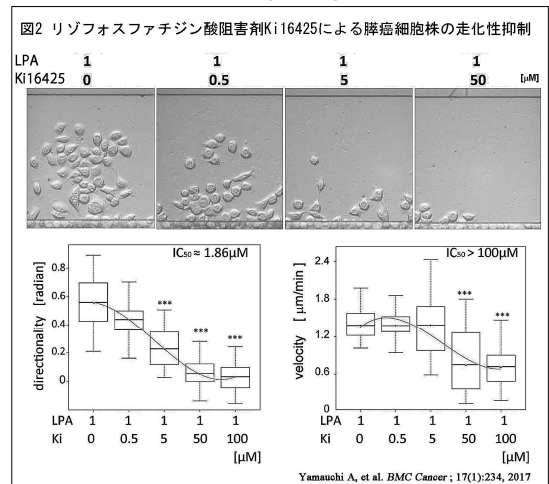 図2 リゾフォスファチジン酸阻害剤Ki16425による膵癌細胞株の走化性抑制
LPA 1 1 1 1
Ki16425 0 0.5 5 50 [μM]
IC50 ≈ 1.86μM
directionality [radian]
0.8
0.6
0.4
0.2
0
*** *** ***
LPA 1 1 1 1 1
Ki 0 0.5 5 50 100
[μM]
IC50 > 100μM
velocity [ μm/min]
2.4
1.8
1.2
0.6
0
*** ***
LPA 1 1 1 1 1
Ki 0 0.5 5 50 100
[μM]
Yamauchi A, et al. BMC Cancer ; 17(1):234, 2017